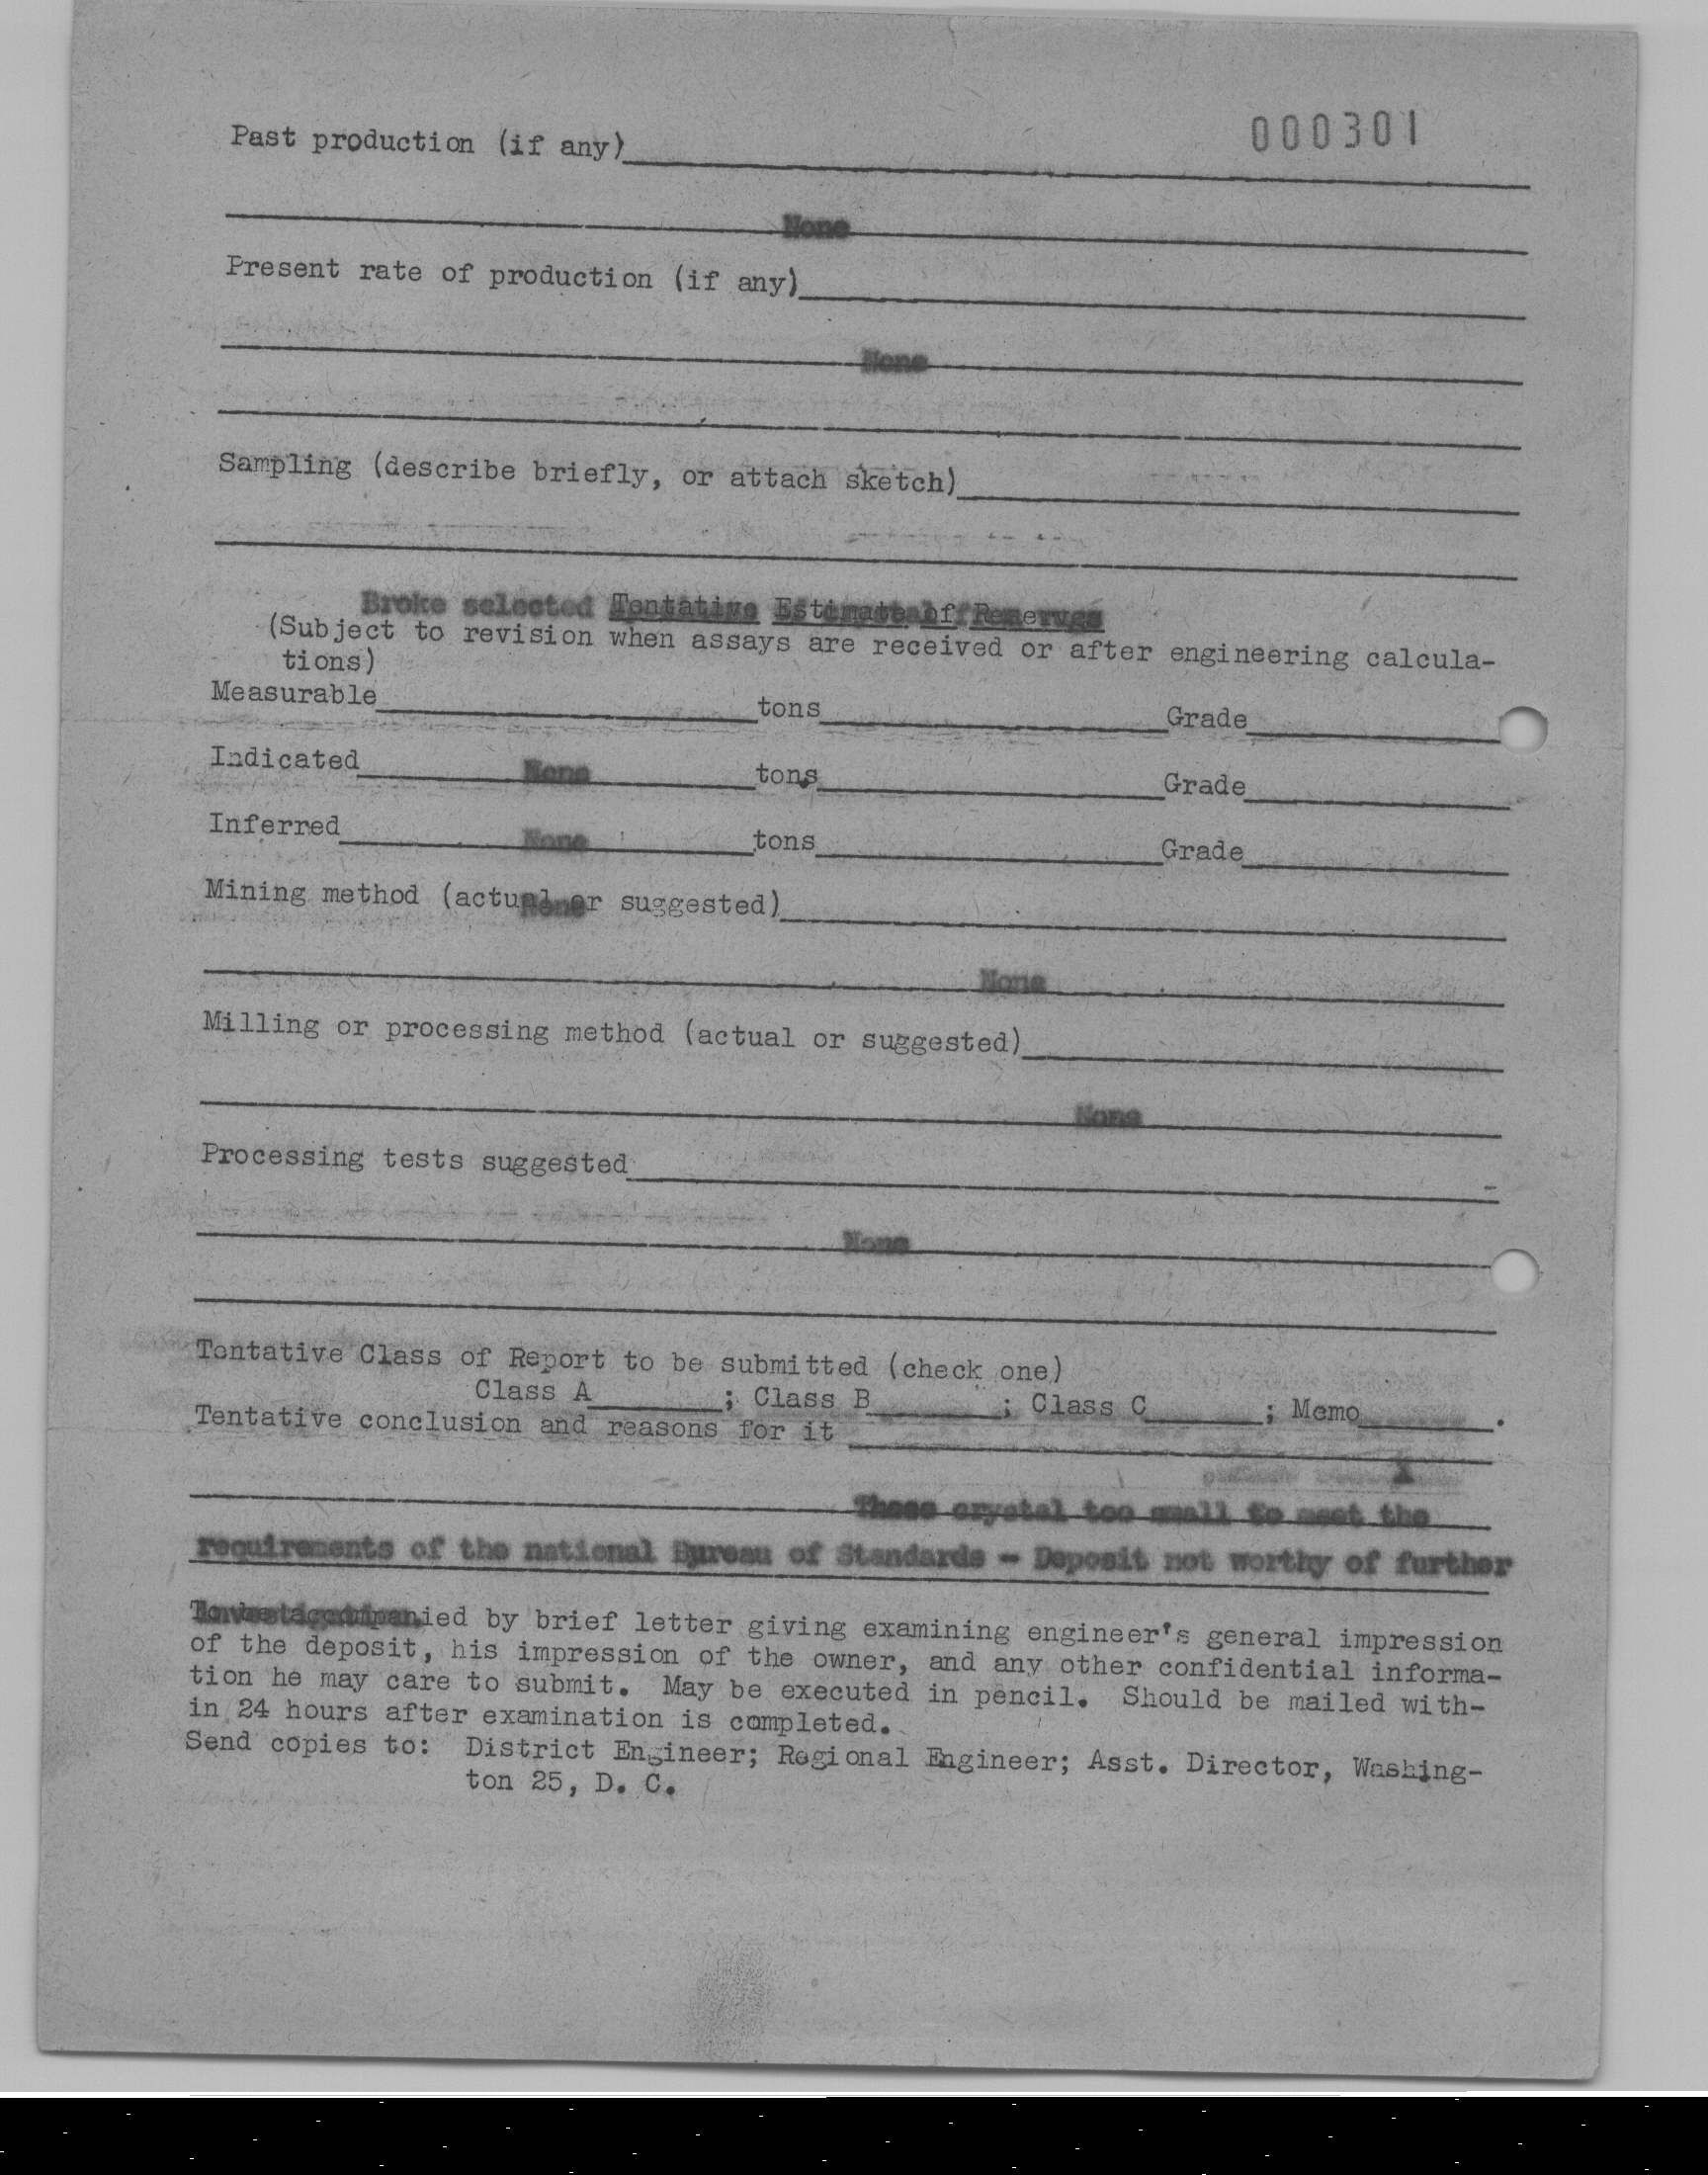 000301
Past production (if any)
None
Present rate of production (if any)
None
Sampling (describe briefly, or attach sketch)
Broke selected Tentative Estimate of Reserves
(Subject to revision when assays are received or after engineering calcula-
tions)
Measurable tons Grade
Indicated None tons Grade
Inferred None tons Grade
Mining method (actual or suggested)
None
Milling or processing method (actual or suggested)
None
Processing tests suggested
None
Tentative Class of Report to be submitted (check one)
Class A ; Class B ; Class C ; Memo .
Tentative conclusion and reasons for it
X
These crystal too small to meet the
requirements of the national Bureau of Standards - Deposit not worthy of further
by brief letter giving examining engineer's general impression
of the deposit, his impression of the owner, and any other confidential informa-
tion he may care to submit. May be executed in pencil. Should be mailed with-
in 24 hours after examination is completed.
Send copies to: District Engineer; Regional Engineer; Asst. Director, Washing-
ton 25, D. C.